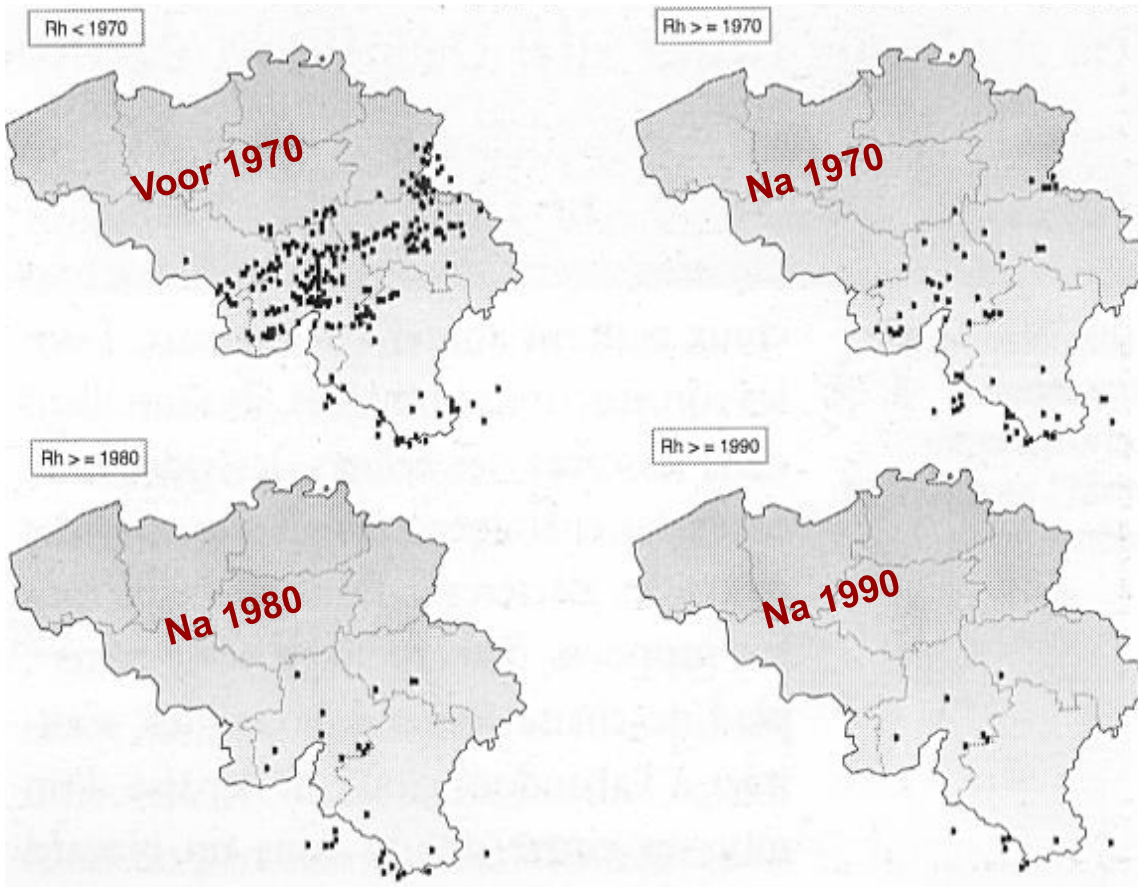 Rh < 1970
Voor 1970
Rh > = 1970
Na 1970
Rh > = 1980
Na 1980
Rh > = 1990
Na 1990